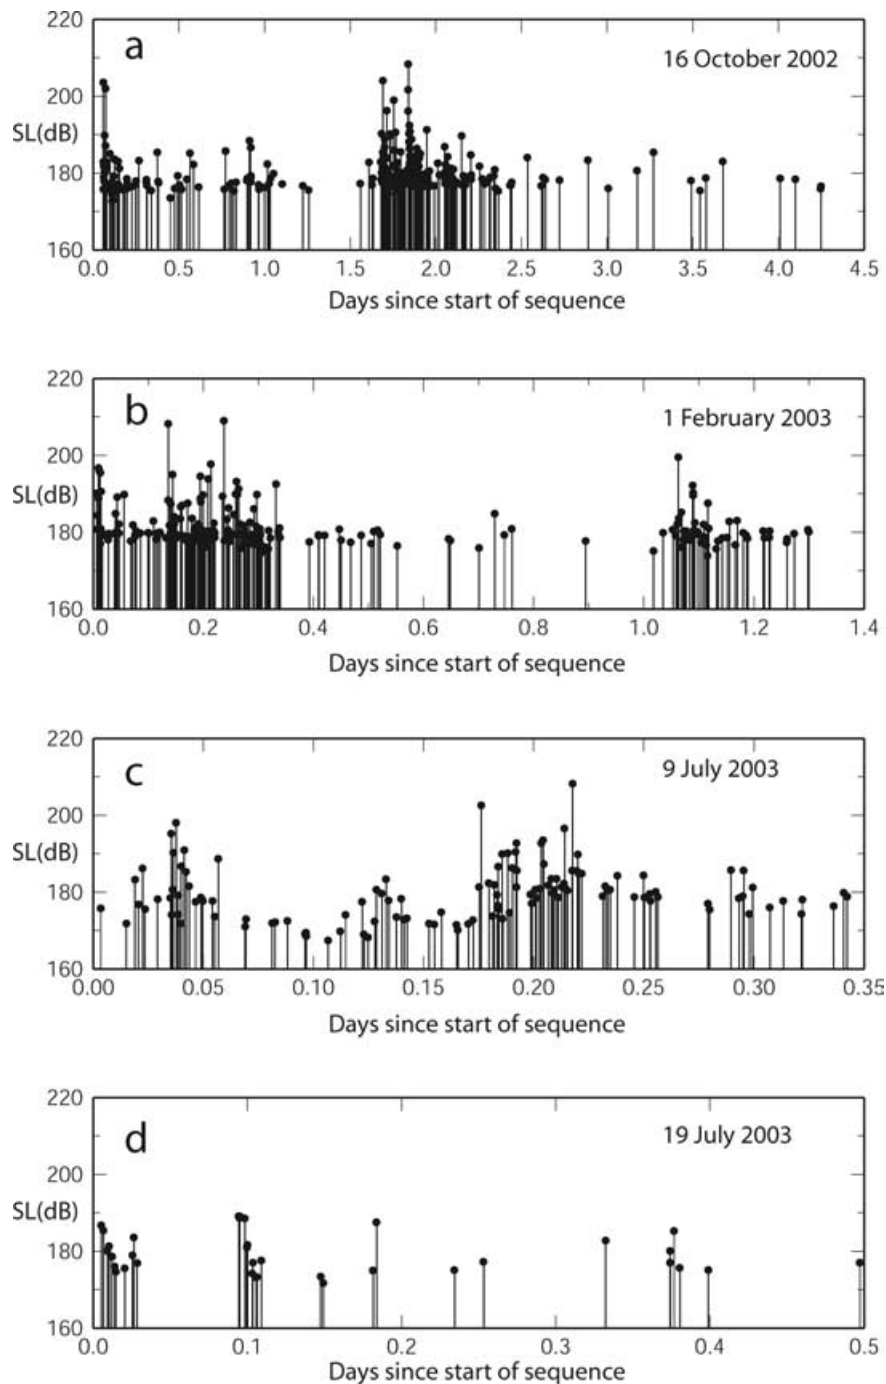 220
a
16 October 2002
200
SL(dB)
180
160
0.0 0.5 1.0 1.5 2.0 2.5 3.0 3.5 4.0 4.5
Days since start of sequence
220
b
1 February 2003
200
SL(dB)
180
160
0.0 0.2 0.4 0.6 0.8 1.0 1.2 1.4
Days since start of sequence
220
c
9 July 2003
200
SL(dB)
180
160
0.00 0.05 0.10 0.15 0.20 0.25 0.30 0.35
Days since start of sequence
220
d
19 July 2003
200
SL(dB)
180
160
0.0 0.1 0.2 0.3 0.4 0.5
Days since start of sequence